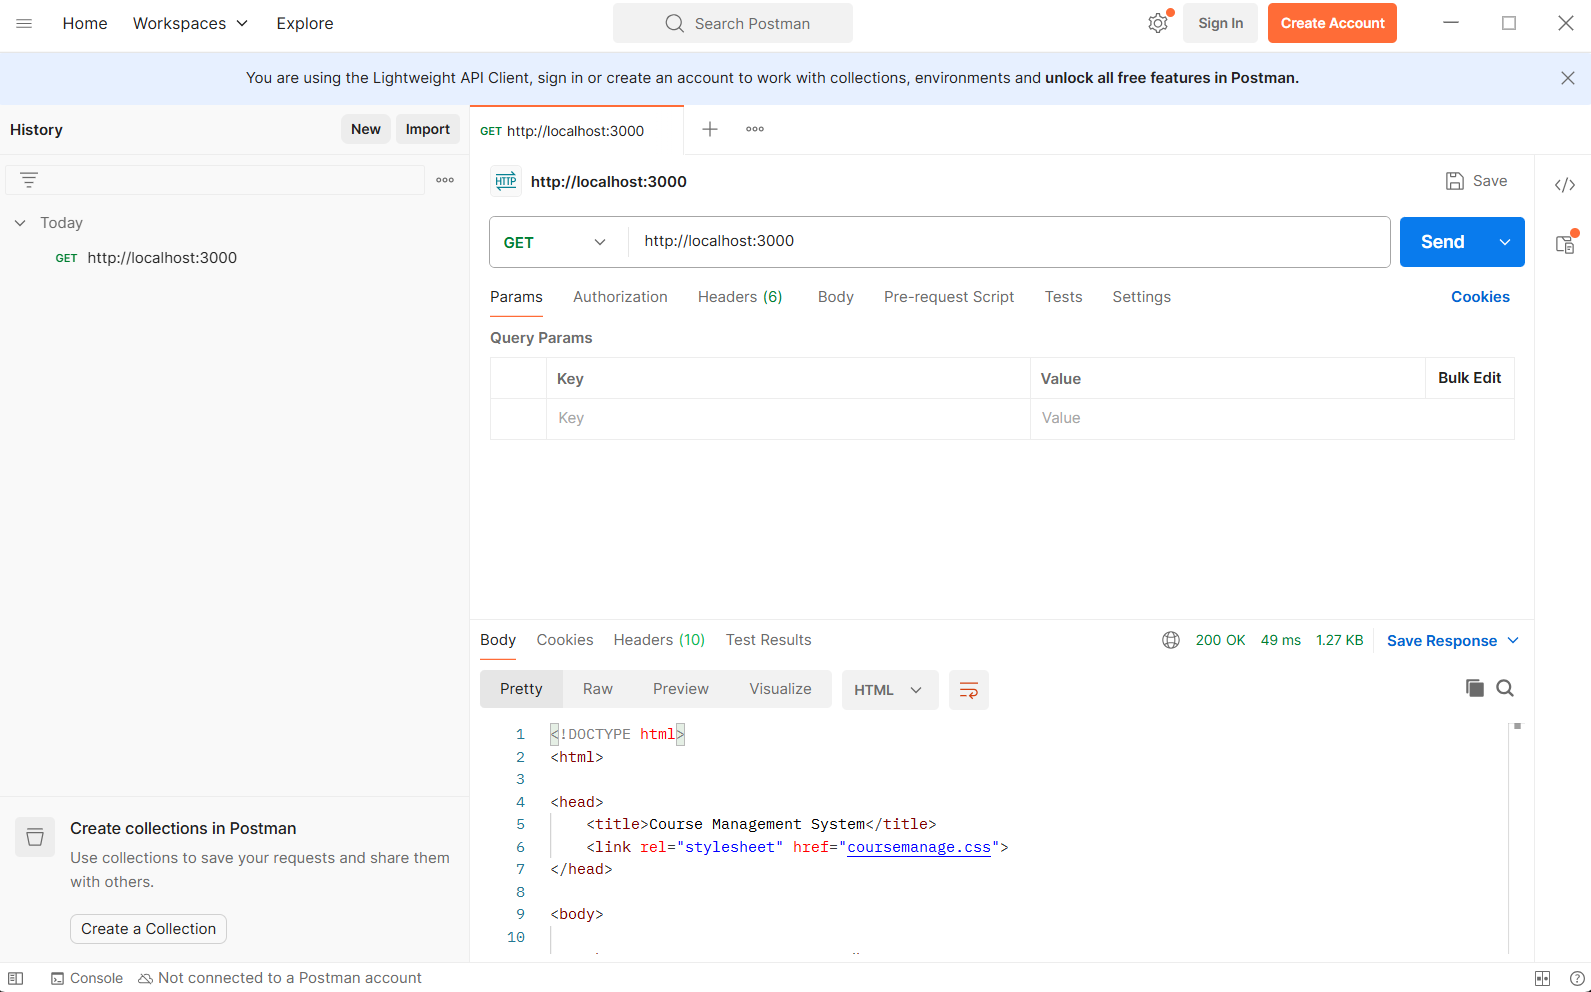 Home Workspaces Explore Search Postman Sign In Create Account
You are using the Lightweight API Client, sign in or create an account to work with collections, environments and unlock all free features in Postman.
History New Import
Today
GET http://localhost:3000
Create collections in Postman
Use collections to save your requests and share them
with others.
Create a Collection
GET http://localhost:3000
HTTP http://localhost:3000 Save
GET http://localhost:3000 Send
Params Authorization Headers (6) Body Pre-request Script Tests Settings Cookies
Query Params
Key Value Bulk Edit
Key Value
Body Cookies Headers (10) Test Results 200 OK 49 ms 1.27 KB Save Response
Pretty Raw Preview Visualize HTML
1 <!DOCTYPE html>
2 <html>
3
4 <head>
5 <title>Course Management System</title>
6 <link rel="stylesheet" href="coursemanage.css">
7 </head>
8
9 <body>
10
Console Not connected to a Postman account